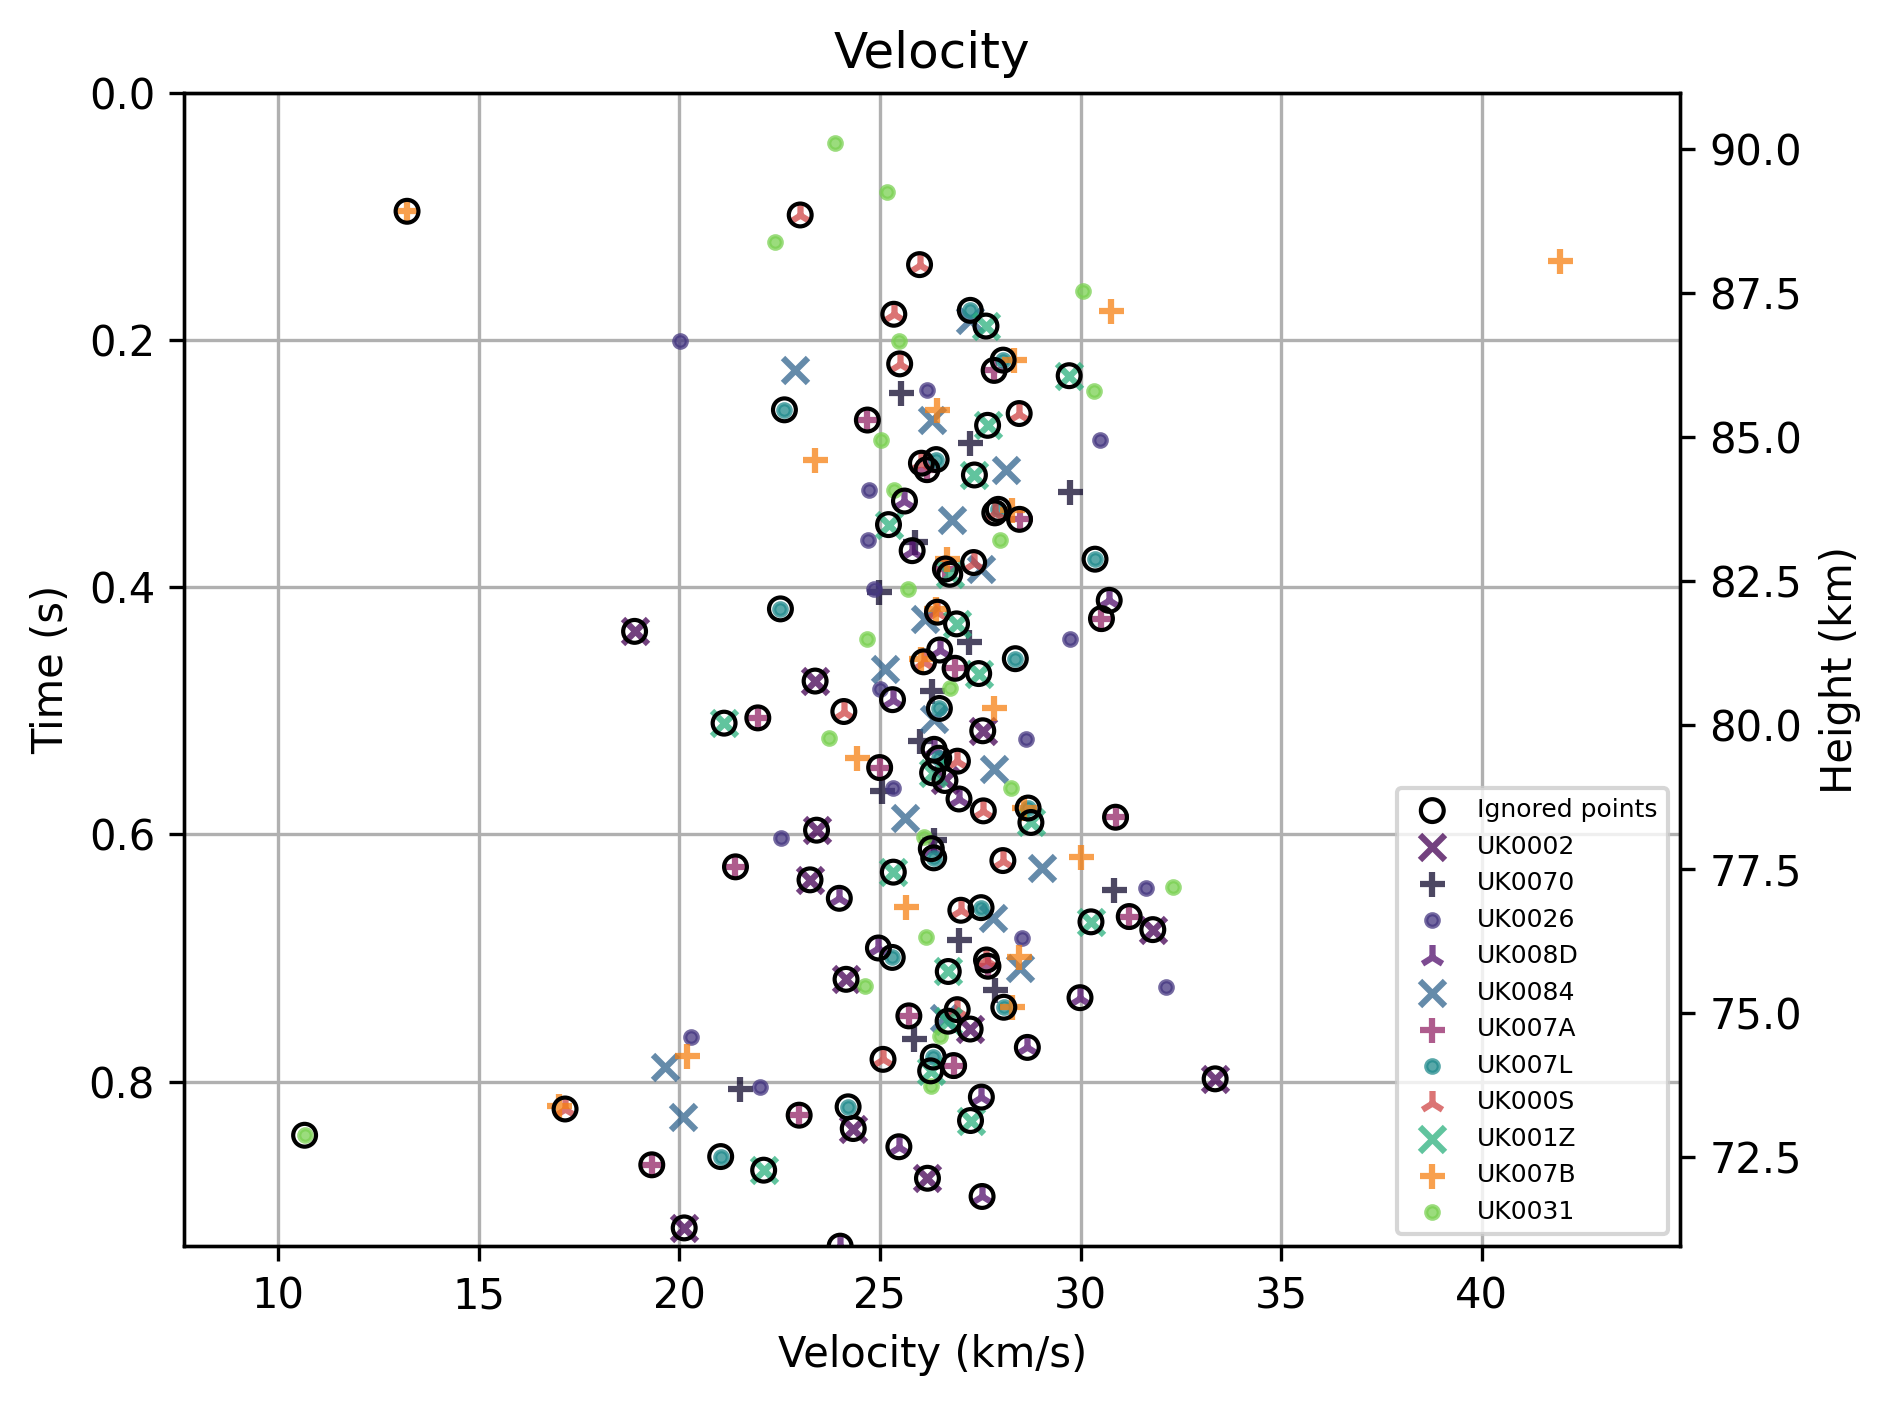 Velocity
0.0
0.2
0.4
0.6
0.8
Time (s)
90.0
87.5
85.0
82.5
80.0
77.5
75.0
72.5
Height (km)
Ignored points
UK0002
UK0070
UK0026
UK008D
UK0084
UK007A
UK007L
UK000S
UK001Z
UK007B
UK0031
10 15 20 25 30 35 40
Velocity (km/s)